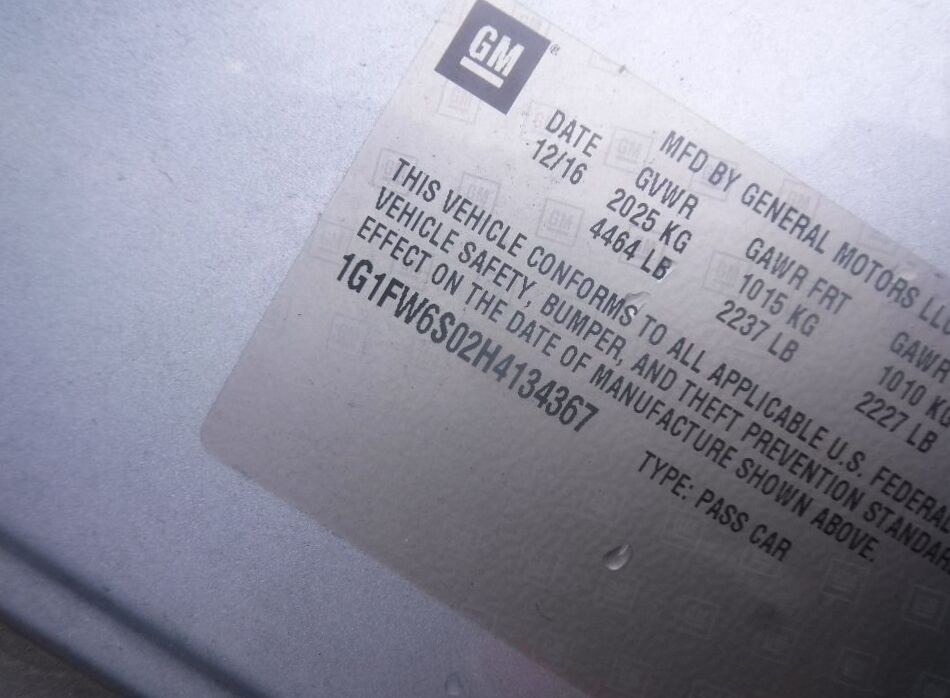 GM
MFD BY GENERAL MOTORS
DATE GVWR GAWR FRT GAWR
12/16 2025 KG 1015 KG 1010 KG
4464 LB 2237 LB 2227 LB
THIS VEHICLE CONFORMS TO ALL APPLICABLE U.S. FEDERAL
VEHICLE SAFETY, BUMPER, AND THEFT PREVENTION STANDAR
EFFECT ON THE DATE OF MANUFACTURE SHOWN ABOVE.
1G1FW6S02H4134367 TYPE: PASS CAR